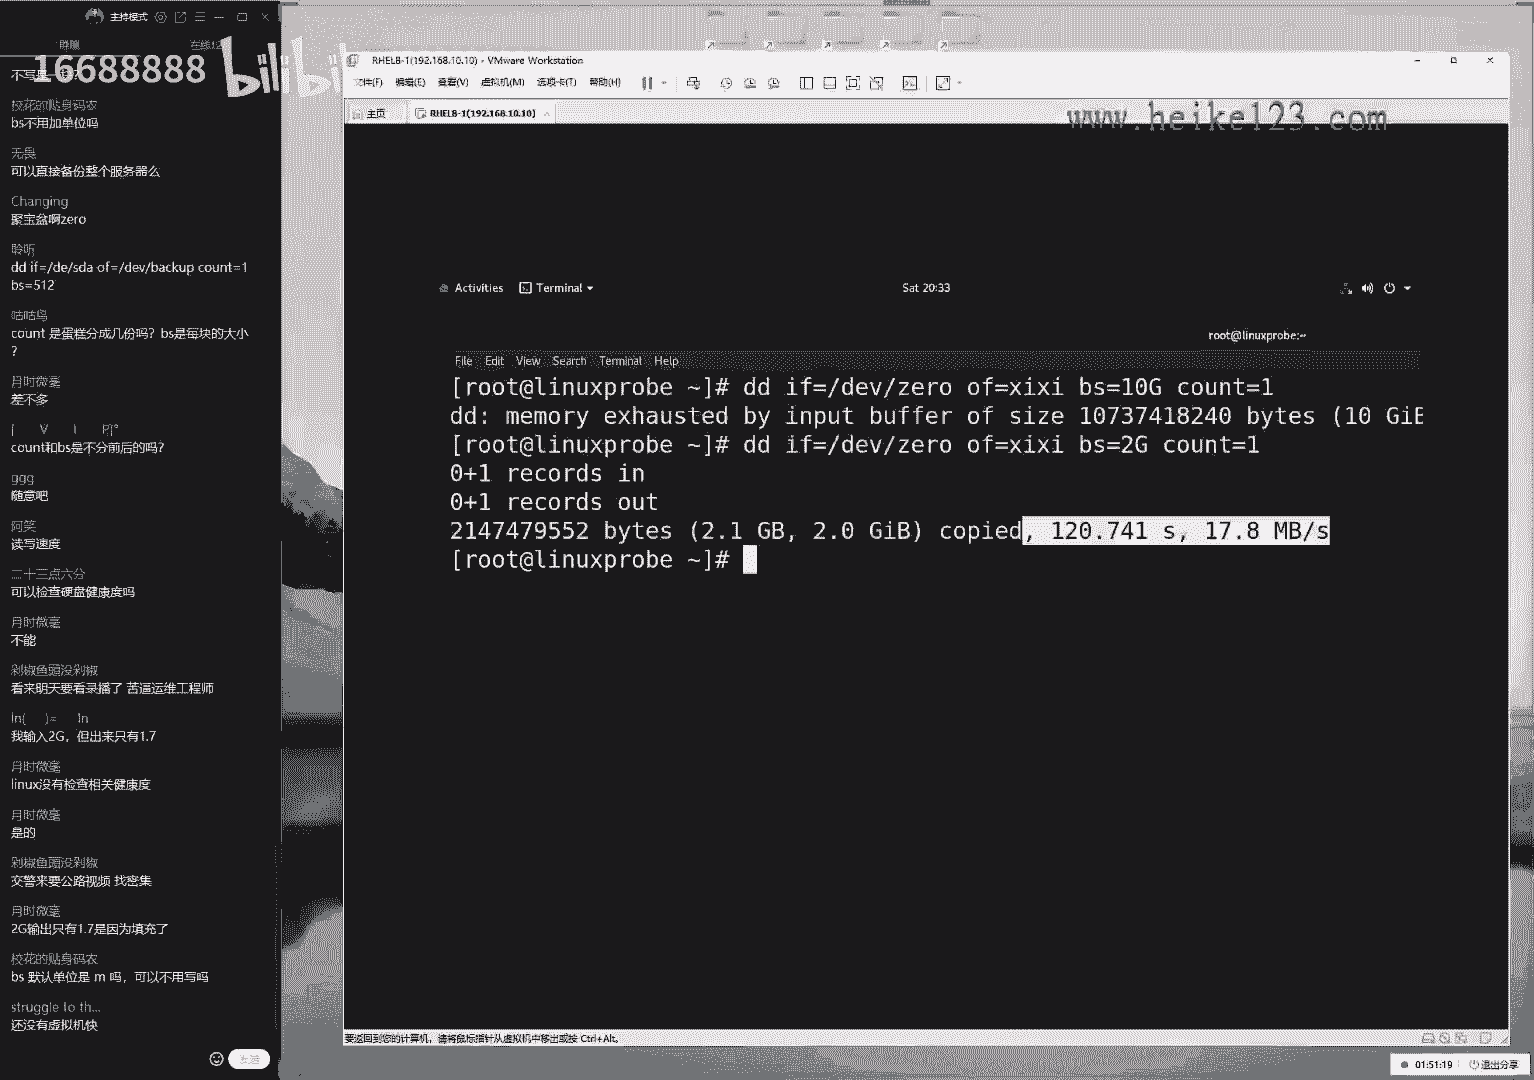 主持模式
聊天
在线12
16688888
bilibi
不写是
校花的贴身码农
bs不用加单位吗
无畏
可以直接备份整个服务器么
Changing
聚宝盆啊zero
聆听
dd if=/de/sda of=/dev/backup count=1
bs=512
咕咕鸟
count 是蛋糕分成几份吗？bs是每块的大小
？
月时微毫
差不多
count和bs是不分前后的吗？
ggg
随意吧
阿笑
读写速度
二十三点六分
可以检查硬盘健康度吗
月时微毫
不能
剁椒鱼头没剁椒
看来明天要看录播了 苦逼运维工程师
ln( )= ln
我输入2G，但出来只有1.7
月时微毫
linux没有检查相关健康度
月时微毫
是的
剁椒鱼头没剁椒
交警来要公路视频 找密集
月时微毫
2G输出只有1.7是因为填充了
校花的贴身码农
bs 默认单位是 m 吗，可以不用写吗
struggle to th...
还没有虚拟机快
发送
RHEL8-1(192.168.10.10) - VMware Workstation
文件(F) 编辑(E) 查看(V) 虚拟机(M) 选项卡(T) 帮助(H)
主页 RHEL8-1(192.168.10.10)
www.heike123.com
Activities Terminal Sat 20:33
root@linuxprobe:~
File Edit View Search Terminal Help
[root@linuxprobe ~]# dd if=/dev/zero of=xixi bs=10G count=1
dd: memory exhausted by input buffer of size 10737418240 bytes (10 GiB
[root@linuxprobe ~]# dd if=/dev/zero of=xixi bs=2G count=1
0+1 records in
0+1 records out
2147479552 bytes (2.1 GB, 2.0 GiB) copied, 120.741 s, 17.8 MB/s
[root@linuxprobe ~]#
要返回到您的计算机，请将鼠标指针从虚拟机中移出或按 Ctrl+Alt。
01:51:19 退出分享